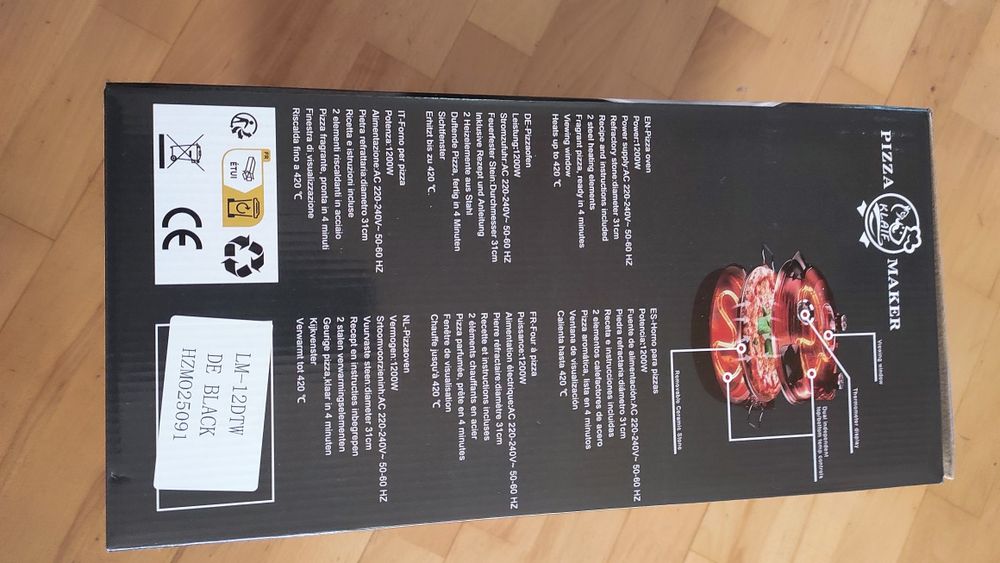 PIZZA
KLAIF
MAKER
Viewing window
Thermometer display
Dual independent
top/bottom temp.controls
Removable Ceramic Stone
EN-Pizza oven
Power:1200W
Power supply:AC 220-240V~ 50-60 HZ
Refractory stone:diameter 31cm
Recipe and instructions included
2 steel healing elements
Fragrant pizza, ready in 4 minutes
Viewing window
Heats up to 420 ℃
ES-Horno para pizzas
Potencia:1200W
Fuente de alimentación:AC 220-240V~ 50-60 HZ
Piedra refractaria:diámetro 31cm
Receta e instrucciones incluidas
2 elementos calefactores de acero
Pizza aromática, lista en 4 minutos
Ventana de visualización
Calienta hasta 420 ℃
DE-Pizzaofen
Leistung:1200W
Stromzufuhr:AC 220-240V~ 50-60 HZ
Feuerfester Stein:Durchmesser 31cm
Inklusive Rezept und Anleitung
2 Heizelemente aus Stahl
Duftende Pizza, fertig in 4 Minuten
Sichtfenster
Erhitzt bis zu 420 ℃
FR-Four à pizza
Puissance:1200W
Alimentation électrique:AC 220-240V~ 50-60 HZ
Pierre réfractaire:diamètre 31cm
Recette et instructions incluses
2 éléments chauffants en acier
Pizza parfumée, prête en 4 minutes
Fenêtre de visualisation
Chauffe jusqu'à 420 ℃
IT-Forno per pizza
Potenza:1200W
Alimentazione:AC 220-240V~ 50-60 HZ
Pietra refrattaria:diametro 31cm
Ricetta e istruzioni incluse
2 elementi riscaldanti in acciaio
Pizza fragrante, pronta in 4 minuti
Finestra di visualizzazione
Riscalda fino a 420 ℃
NL-Pizzaoven
Vermogen:1200W
Srtoomvoorzieninh:AC 220-240V~ 50-60 HZ
Vuurvaste steen:diameter 31cm
Recept en instructies inbegrepen
2 stalen verwarmingselementen
Geurige pizza,klaar in 4 minuten
Kijkvenster
Verwarmt tot 420 ℃
FR
ÉTUI
CE
LM-12DTW
DE BLACK
HZMO25091